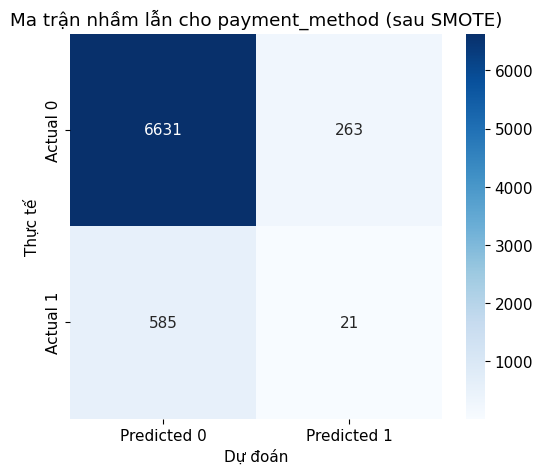 Ma trận nhầm lẫn cho payment_method (sau SMOTE)
Thực tế
Actual 0
6631
263
Actual 1
585
21
Predicted 0
Predicted 1
Dự đoán
6000
5000
4000
3000
2000
1000